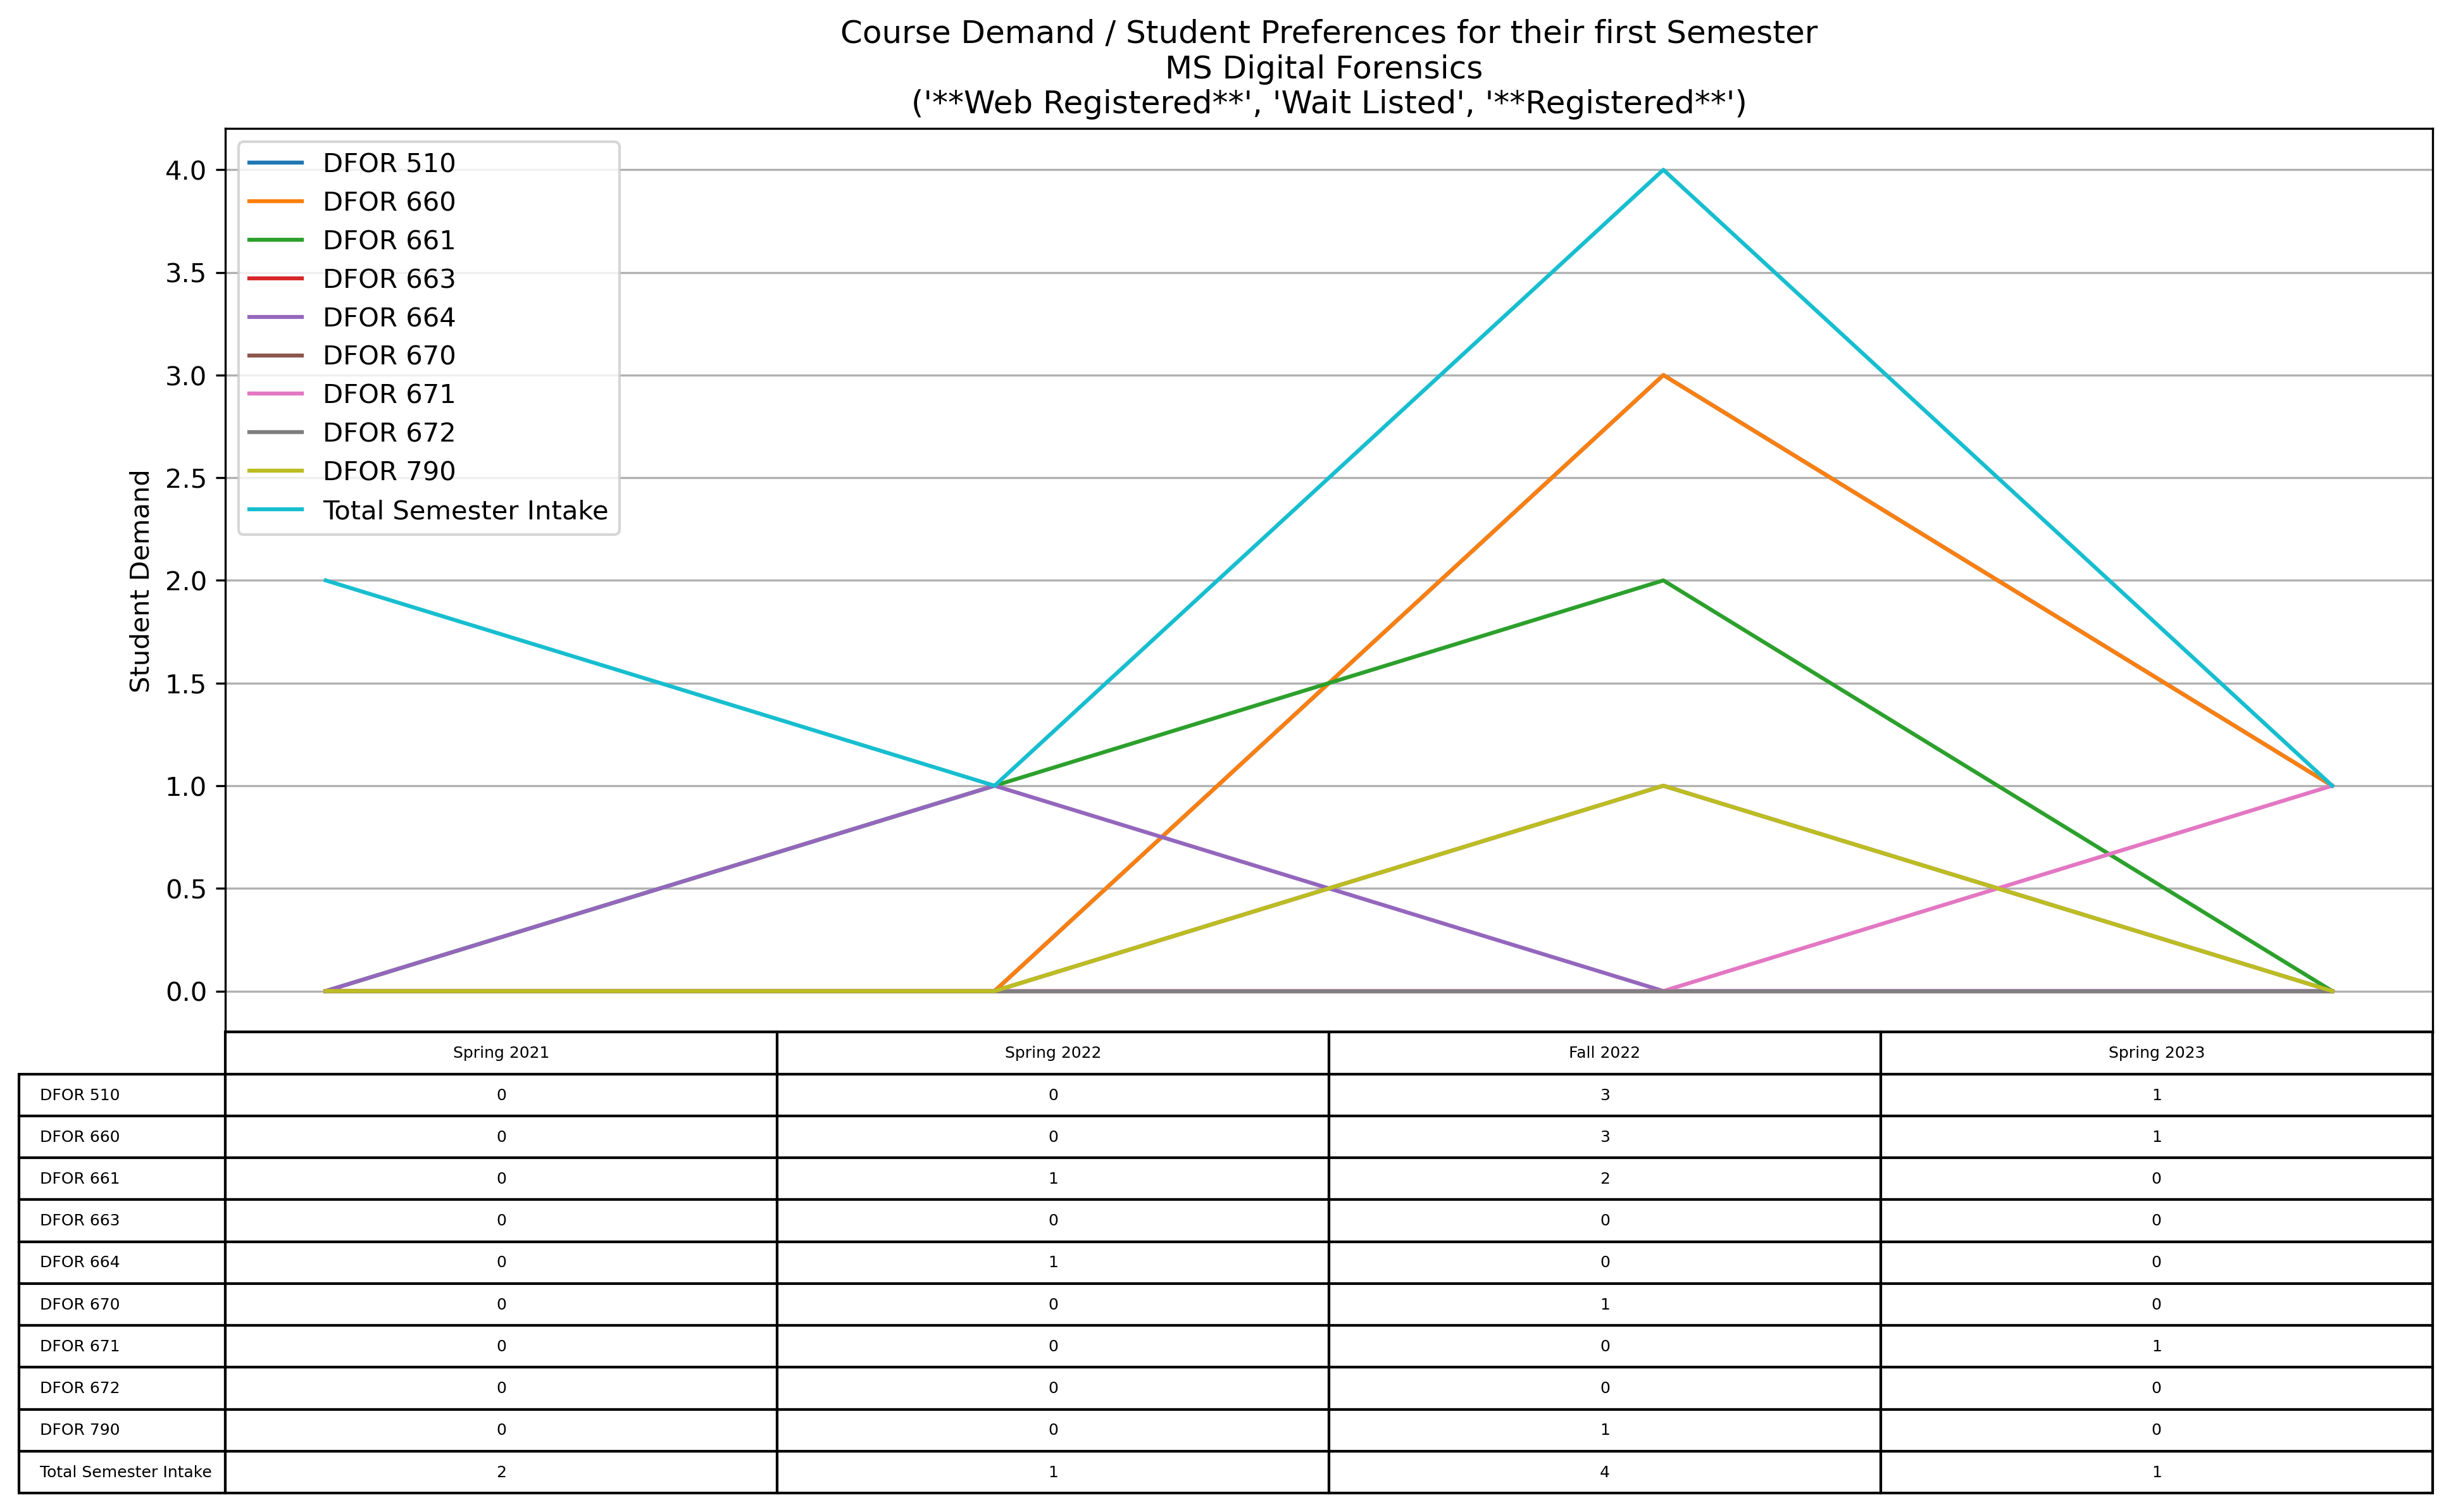 Course Demand / Student Preferences for their first Semester
MS Digital Forensics
('**Web Registered**', 'Wait Listed', '**Registered**')
DFOR 510
DFOR 660
DFOR 661
DFOR 663
DFOR 664
DFOR 670
DFOR 671
DFOR 672
DFOR 790
Total Semester Intake
4.0
3.5
3.0
2.5
2.0
1.5
1.0
0.5
0.0
Student Demand
Spring 2021 Spring 2022 Fall 2022 Spring 2023
DFOR 510 0 0 3 1
DFOR 660 0 0 3 1
DFOR 661 0 1 2 0
DFOR 663 0 0 0 0
DFOR 664 0 1 0 0
DFOR 670 0 0 1 0
DFOR 671 0 0 0 1
DFOR 672 0 0 0 0
DFOR 790 0 0 1 0
Total Semester Intake 2 1 4 1